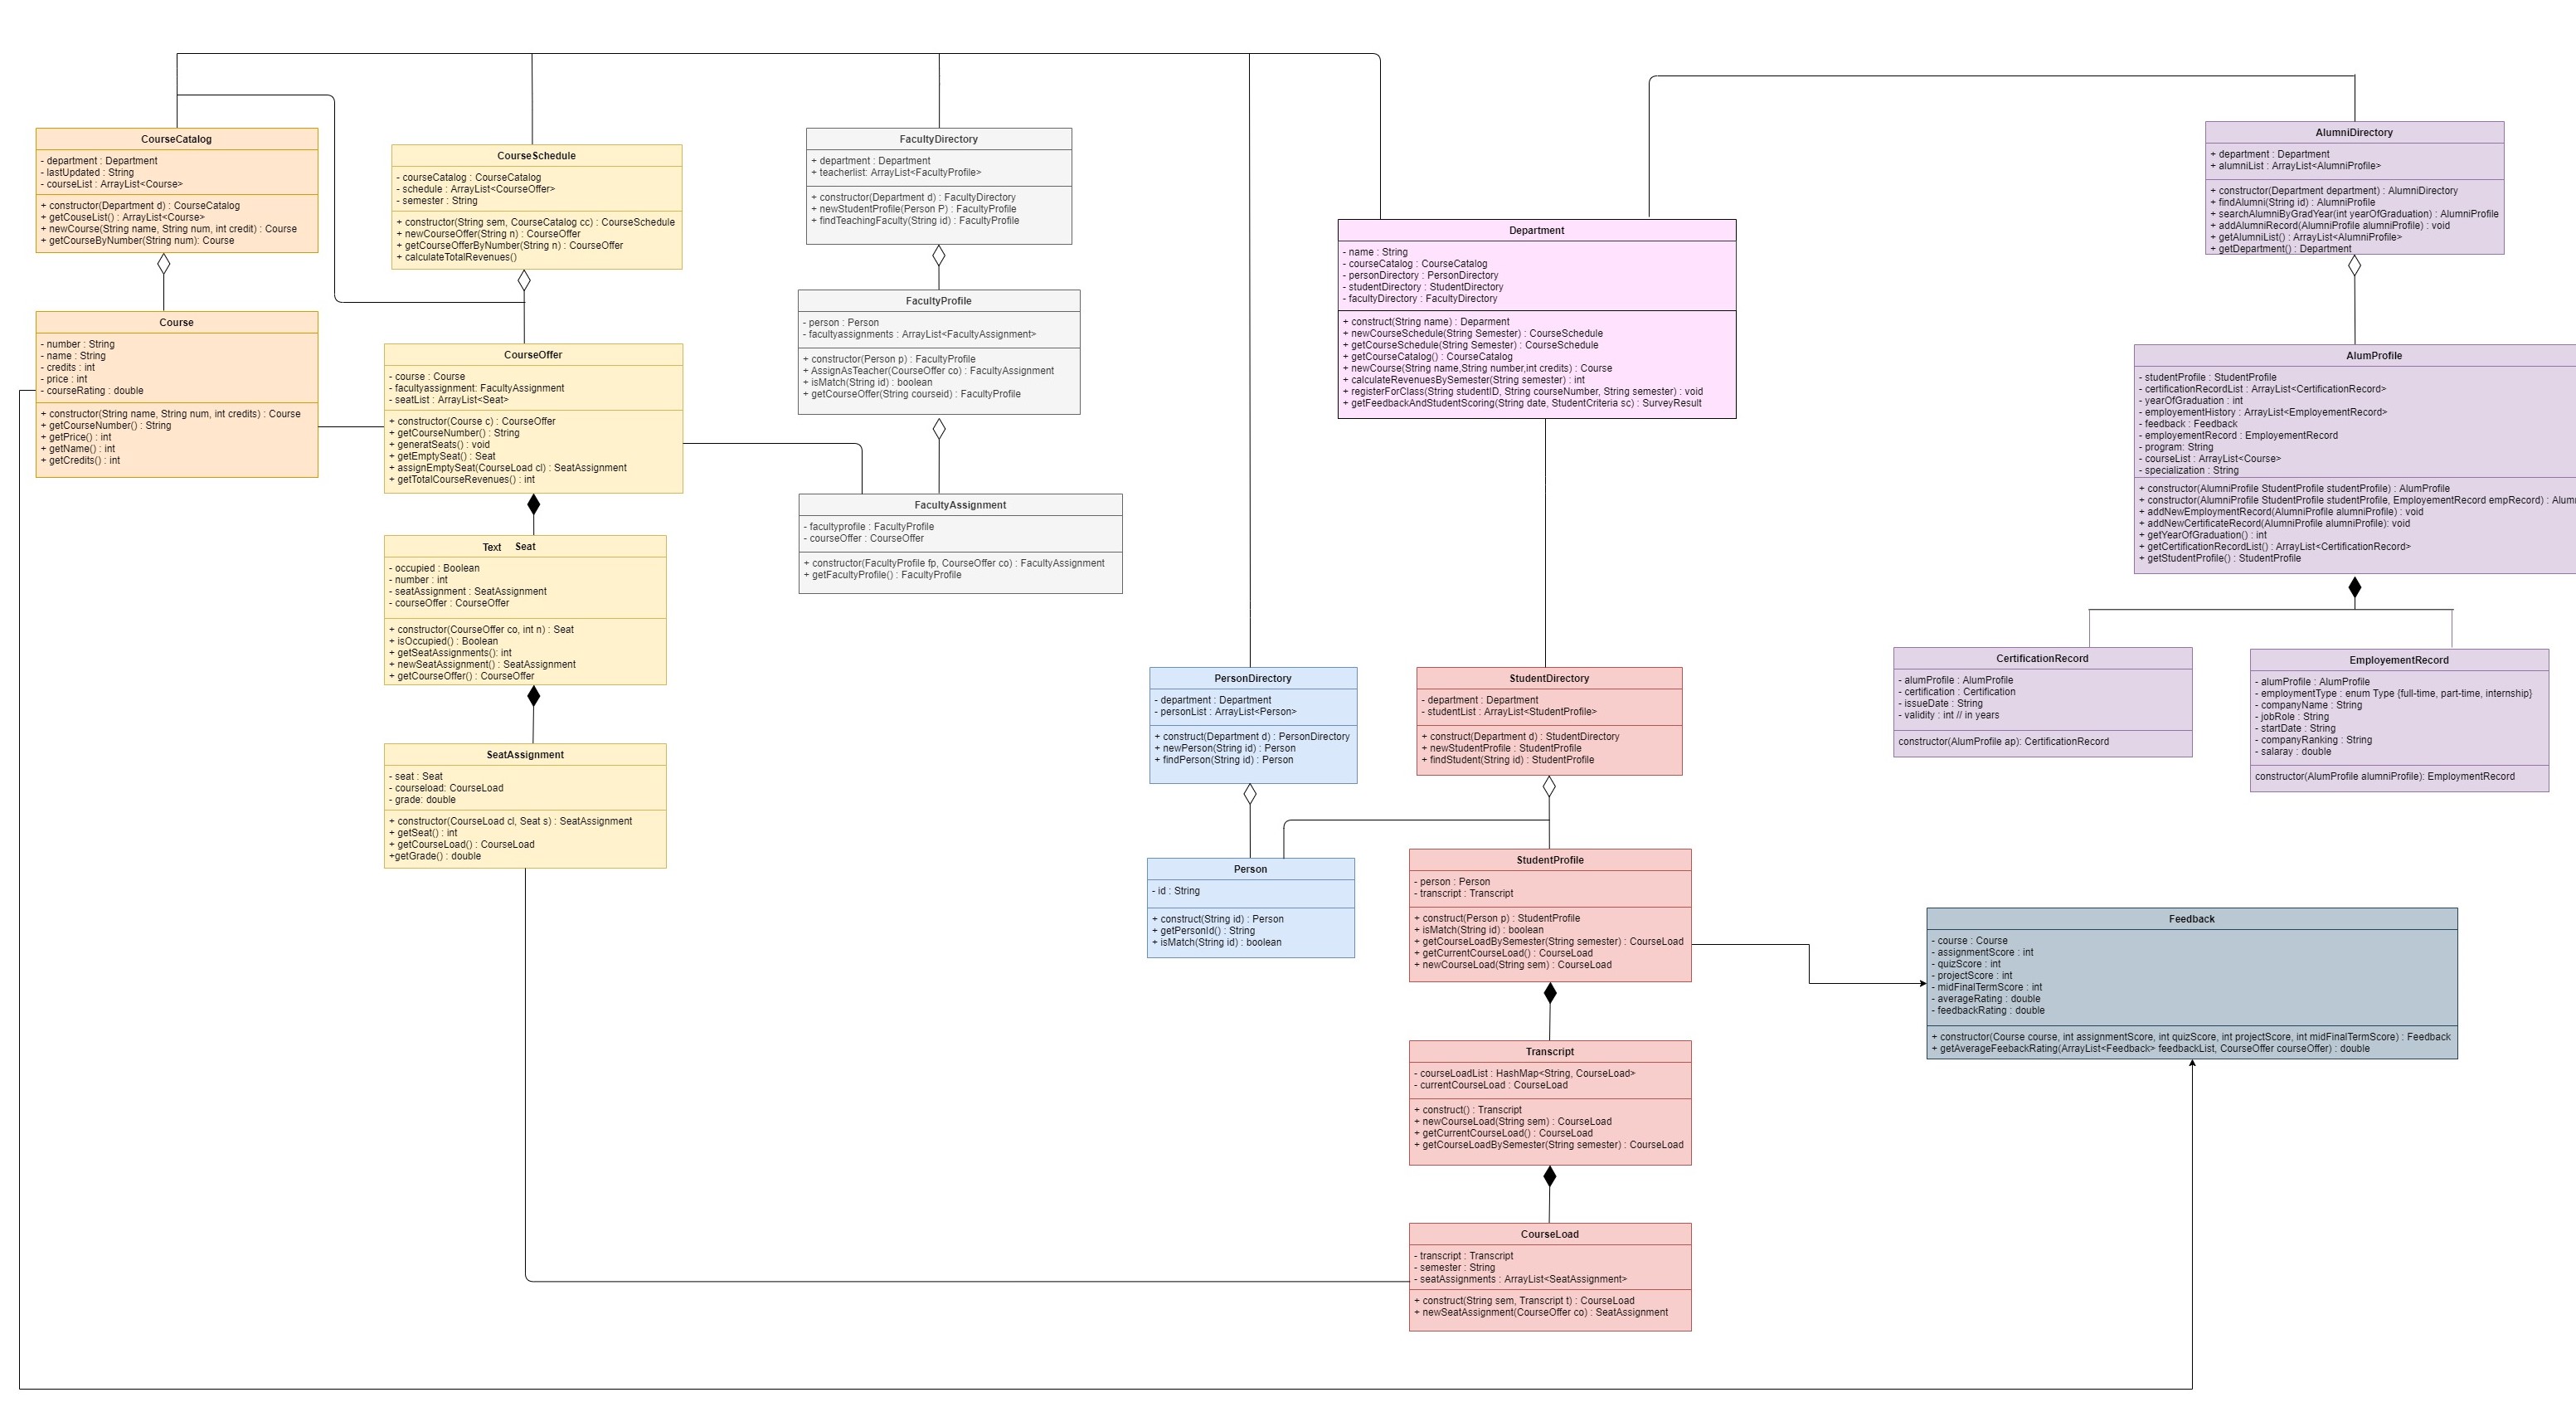 CourseCatalog
- department : Department
- lastUpdated : String
- courseList : ArrayList<Course>
+ constructor(Department d) : CourseCatalog
+ getCouseList() : ArrayList<Course>
+ newCourse(String name, String num, int credit) : Course
+ getCourseByNumber(String num): Course
Course
- number : String
- name : String
- credits : int
- price : int
- courseRating : double
+ constructor(String name, String num, int credits) : Course
+ getCourseNumber() : String
+ getPrice() : int
+ getName() : int
+ getCredits() : int
CourseSchedule
- courseCatalog : CourseCatalog
- schedule : ArrayList<CourseOffer>
- semester : String
+ constructor(String sem, CourseCatalog cc) : CourseSchedule
+ newCourseOffer(String n) : CourseOffer
+ getCourseOfferByNumber(String n) : CourseOffer
+ calculateTotalRevenues()
CourseOffer
- course : Course
- facultyassignment: FacultyAssignment
- seatList : ArrayList<Seat>
+ constructor(Course c) : CourseOffer
+ getCourseNumber() : String
+ generatSeats() : void
+ getEmptySeat() : Seat
+ assignEmptySeat(CourseLoad cl) : SeatAssignment
+ getTotalCourseRevenues() : int
Text Seat
- occupied : Boolean
- number : int
- seatAssignment : SeatAssignment
- courseOffer : CourseOffer
+ constructor(CourseOffer co, int n) : Seat
+ isOccupied() : Boolean
+ getSeatAssignments(): int
+ newSeatAssignment() : SeatAssignment
+ getCourseOffer() : CourseOffer
SeatAssignment
- seat : Seat
- courseload: CourseLoad
- grade: double
+ constructor(CourseLoad cl, Seat s) : SeatAssignment
+ getSeat() : int
+ getCourseLoad() : CourseLoad
+getGrade() : double
FacultyDirectory
+ department : Department
+ teacherlist: ArrayList<FacultyProfile>
+ constructor(Department d) : FacultyDirectory
+ newStudentProfile(Person P) : FacultyProfile
+ findTeachingFaculty(String id) : FacultyProfile
FacultyProfile
- person : Person
- facultyassignments : ArrayList<FacultyAssignment>
+ constructor(Person p) : FacultyProfile
+ AssignAsTeacher(CourseOffer co) : FacultyAssignment
+ isMatch(String id) : boolean
+ getCourseOffer(String courseid) : FacultyProfile
FacultyAssignment
- facultyprofile : FacultyProfile
- courseOffer : CourseOffer
+ constructor(FacultyProfile fp, CourseOffer co) : FacultyAssignment
+ getFacultyProfile() : FacultyProfile
Department
- name : String
- courseCatalog : CourseCatalog
- personDirectory : PersonDirectory
- studentDirectory : StudentDirectory
- facultyDirectory : FacultyDirectory
+ construct(String name) : Deparment
+ newCourseSchedule(String Semester) : CourseSchedule
+ getCourseSchedule(String Semester) : CourseSchedule
+ getCourseCatalog() : CourseCatalog
+ newCourse(String name,String number,int credits) : Course
+ calculateRevenuesBySemester(String semester) : int
+ registerForClass(String studentID, String courseNumber, String semester) : void
+ getFeedbackAndStudentScoring(String date, StudentCriteria sc) : SurveyResult
PersonDirectory
- department : Department
- personList : ArrayList<Person>
+ construct(Department d) : PersonDirectory
+ newPerson(String id) : Person
+ findPerson(String id) : Person
Person
- id : String
+ construct(String id) : Person
+ getPersonId() : String
+ isMatch(String id) : boolean
StudentDirectory
- department : Department
- studentList : ArrayList<StudentProfile>
+ construct(Department d) : StudentDirectory
+ newStudentProfile : StudentProfile
+ findStudent(String id) : StudentProfile
StudentProfile
- person : Person
- transcript : Transcript
+ construct(Person p) : StudentProfile
+ isMatch(String id) : boolean
+ getCourseLoadBySemester(String semester) : CourseLoad
+ getCurrentCourseLoad() : CourseLoad
+ newCourseLoad(String sem) : CourseLoad
Transcript
- courseLoadList : HashMap<String, CourseLoad>
- currentCourseLoad : CourseLoad
+ construct() : Transcript
+ newCourseLoad(String sem) : CourseLoad
+ getCurrentCourseLoad() : CourseLoad
+ getCourseLoadBySemester(String semester) : CourseLoad
CourseLoad
- transcript : Transcript
- semester : String
- seatAssignments : ArrayList<SeatAssignment>
+ construct(String sem, Transcript t) : CourseLoad
+ newSeatAssignment(CourseOffer co) : SeatAssignment
AlumniDirectory
+ department : Department
+ alumniList : ArrayList<AlumniProfile>
+ constructor(Department department) : AlumniDirectory
+ findAlumni(String id) : AlumniProfile
+ searchAlumniByGradYear(int yearOfGraduation) : AlumniProfile
+ addAlumniRecord(AlumniProfile alumniProfile) : void
+ getAlumniList() : ArrayList<AlumniProfile>
+ getDepartment() : Department
AlumProfile
- studentProfile : StudentProfile
- certificationRecordList : ArrayList<CertificationRecord>
- yearOfGraduation : int
- employementHistory : ArrayList<EmployementRecord>
- feedback : Feedback
- employementRecord : EmployementRecord
- program: String
- courseList : ArrayList<Course>
- specialization : String
+ constructor(AlumniProfile StudentProfile studentProfile) : AlumProfile
+ constructor(AlumniProfile StudentProfile studentProfile, EmployementRecord empRecord) :
+ addNewEmploymentRecord(AlumniProfile alumniProfile) : void
+ addNewCertificateRecord(AlumniProfile alumniProfile): void
+ getYearOfGraduation() : int
+ getCertificationRecordList() : ArrayList<CertificationRecord>
+ getStudentProfile() : StudentProfile
CertificationRecord
- alumProfile : AlumProfile
- certification : Certification
- issueDate : String
- validity : int // in years
constructor(AlumProfile ap): CertificationRecord
EmployementRecord
- alumProfile : AlumProfile
- employmentType : enum Type {full-time, part-time, internship}
- companyName : String
- jobRole : String
- startDate : String
- companyRanking : String
- salaray : double
constructor(AlumProfile alumniProfile): EmploymentRecord
Feedback
- course : Course
- assignmentScore : int
- quizScore : int
- projectScore : int
- midFinalTermScore : int
- averageRating : double
- feedbackRating : double
+ constructor(Course course, int assignmentScore, int quizScore, int projectScore, int midFinalTermScore) : Feedback
+ getAverageFeebackRating(ArrayList<Feedback> feedbackList, CourseOffer courseOffer) : double